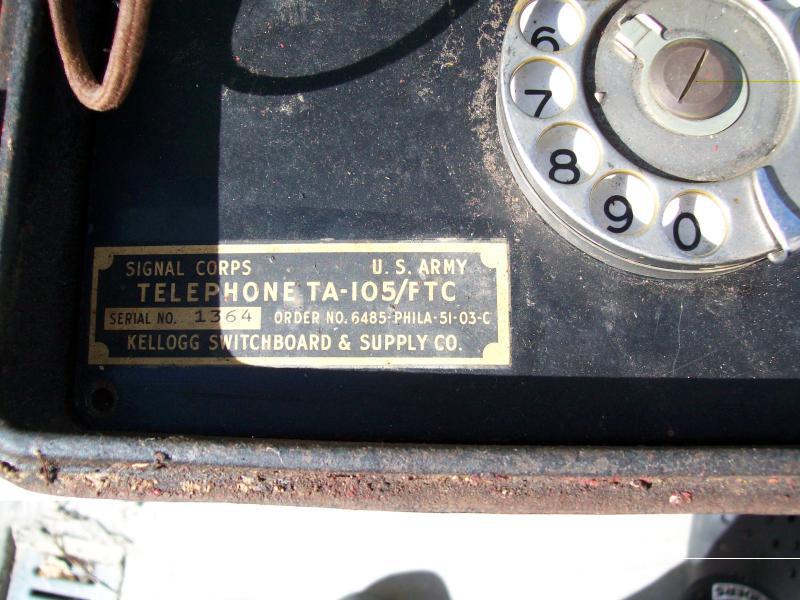 6
7
8
9
0
SIGNAL CORPS U. S. ARMY
TELEPHONE TA-105/FTC
SERIAL NO. 1364 ORDER NO. 6485-PHILA-51-03-C
KELLOGG SWITCHBOARD & SUPPLY CO.